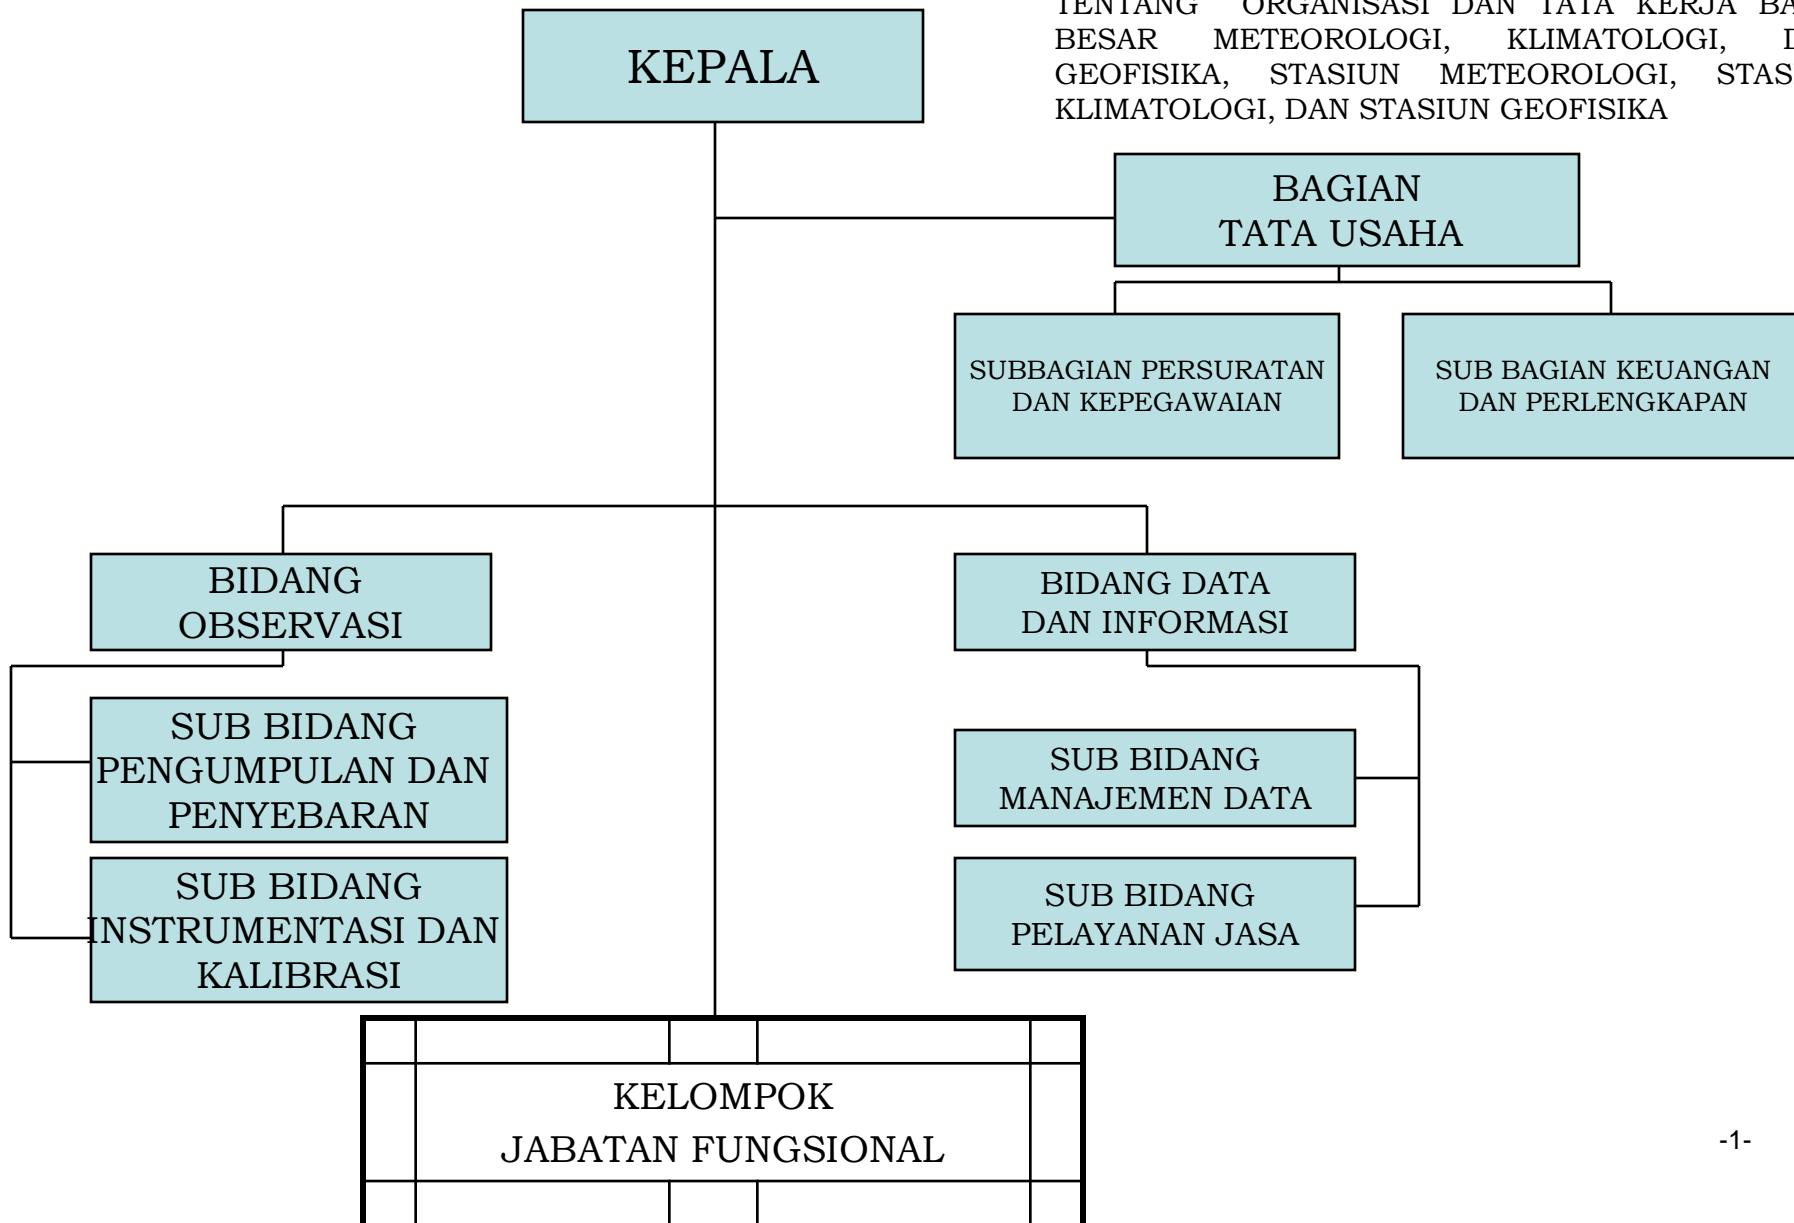 TENTANG ORGANISASI DAN TATA KERJA
BESAR METEOROLOGI, KLIMATOLOGI,
GEOFISIKA, STASIUN METEOROLOGI,
KLIMATOLOGI, DAN STASIUN GEOFISIKA
KEPALA
BAGIAN
TATA USAHA
SUBBAGIAN PERSURATAN
DAN KEPEGAWAIAN
SUB BAGIAN KEUANGAN
DAN PERLENGKAPAN
BIDANG
OBSERVASI
BIDANG DATA
DAN INFORMASI
SUB BIDANG
PENGUMPULAN DAN
PENYEBARAN
SUB BIDANG
MANAJEMEN DATA
SUB BIDANG
INSTRUMENTASI DAN
KALIBRASI
SUB BIDANG
PELAYANAN JASA
KELOMPOK
JABATAN FUNGSIONAL
-1-